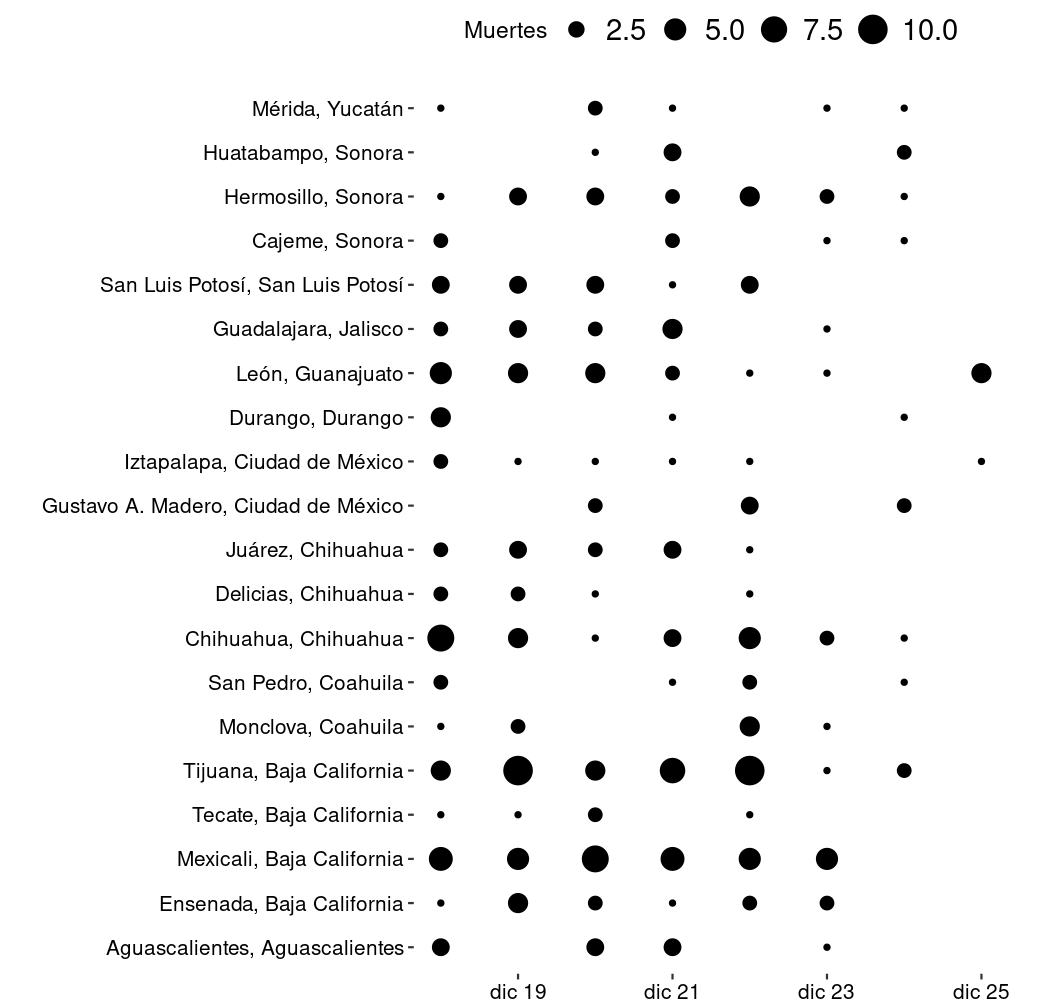 Muertes 2.5 5.0 7.5 10.0
Mérida, Yucatán
Huatabampo, Sonora
Hermosillo, Sonora
Cajeme, Sonora
San Luis Potosí, San Luis Potosí
Guadalajara, Jalisco
León, Guanajuato
Durango, Durango
Iztapalapa, Ciudad de México
Gustavo A. Madero, Ciudad de México
Juárez, Chihuahua
Delicias, Chihuahua
Chihuahua, Chihuahua
San Pedro, Coahuila
Monclova, Coahuila
Tijuana, Baja California
Tecate, Baja California
Mexicali, Baja California
Ensenada, Baja California
Aguascalientes, Aguascalientes
dic 19 dic 21 dic 23 dic 25